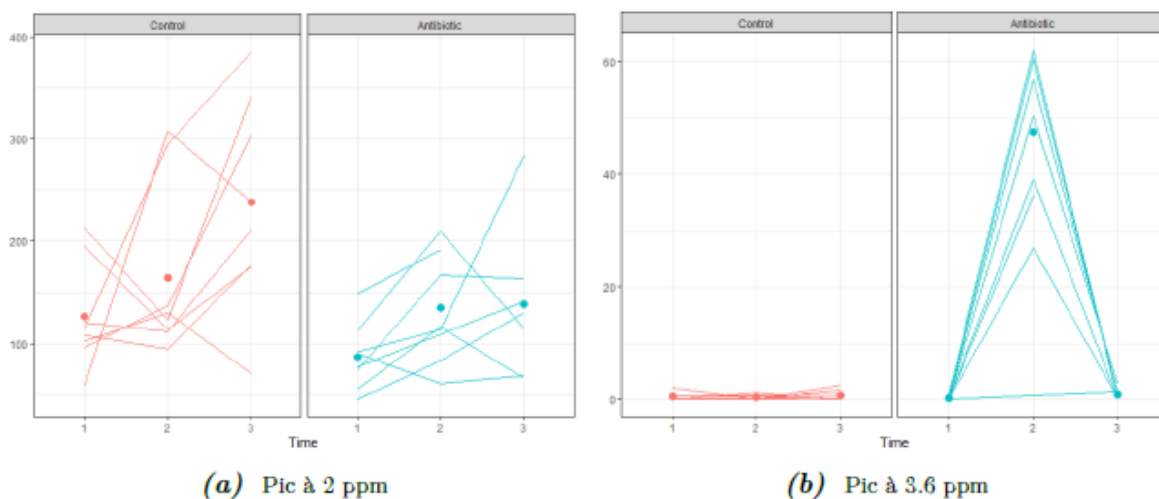 Control Antibiotic
400
300
200
100
1 2 3 1 2 3
Time
(a) Pic à 2 ppm
Control Antibiotic
60
40
20
0
1 2 3 1 2 3
Time
(b) Pic à 3.6 ppm